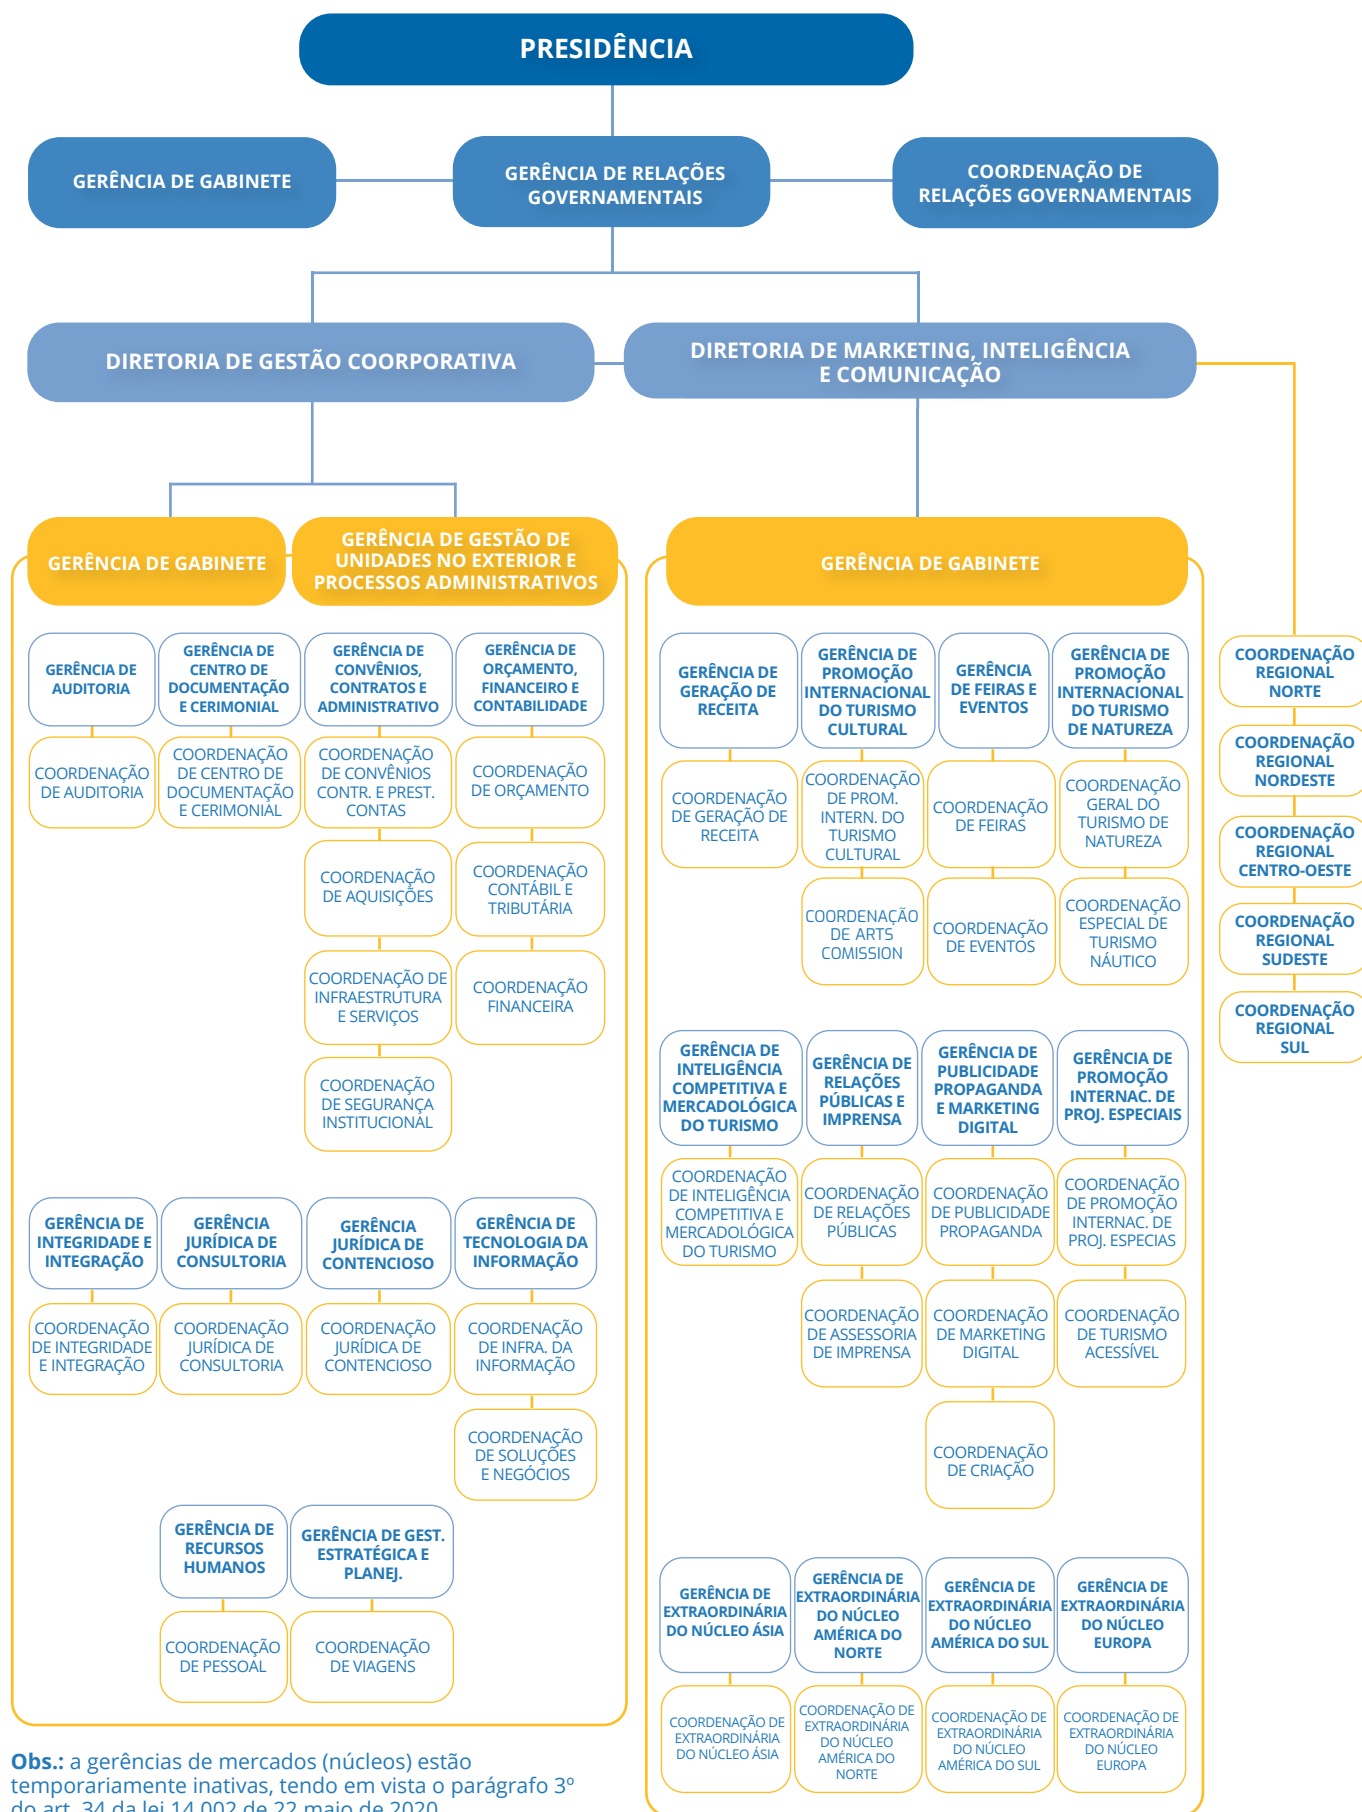 PRESIDÊNCIA
GERÊNCIA DE GABINETE
GERÊNCIA DE RELAÇÕES
GOVERNAMENTAIS
COORDENAÇÃO DE
RELAÇÕES GOVERNAMENTAIS
DIRETORIA DE GESTÃO COORPORATIVA
DIRETORIA DE MARKETING, INTELIGÊNCIA
E COMUNICAÇÃO
GERÊNCIA DE GABINETE
GERÊNCIA DE GESTÃO DE
UNIDADES NO EXTERIOR E
PROCESSOS ADMINISTRATIVOS
GERÊNCIA DE AUDITORIA
COORDENAÇÃO
DE AUDITORIA
GERÊNCIA DE
CENTRO DE
DOCUMENTAÇÃO
E CERIMONIAL
COORDENAÇÃO
DE CENTRO DE
DOCUMENTAÇÃO
E CERIMONIAL
GERÊNCIA DE
CONVÊNIOS,
CONTRATOS E
ADMINISTRATIVO
COORDENAÇÃO
DE CONVÊNIOS
CONTR. E PREST.
CONTAS
COORDENAÇÃO
DE AQUISIÇÕES
COORDENAÇÃO DE
INFRAESTRUTURA
E SERVIÇOS
COORDENAÇÃO
DE SEGURANÇA
INSTITUCIONAL
GERÊNCIA DE
ORÇAMENTO,
FINANCEIRO E
CONTABILIDADE
COORDENAÇÃO
DE ORÇAMENTO
COORDENAÇÃO
CONTÁBIL E
TRIBUTÁRIA
COORDENAÇÃO
FINANCEIRA
GERÊNCIA DE
INTEGRIDADE E
INTEGRAÇÃO
COORDENAÇÃO
DE INTEGRIDADE
E INTEGRAÇÃO
GERÊNCIA
JURÍDICA DE
CONSULTORIA
COORDENAÇÃO
JURÍDICA DE
CONSULTORIA
GERÊNCIA
JURÍDICA DE
CONTENCIOSO
COORDENAÇÃO
JURÍDICA DE
CONTENCIOSO
GERÊNCIA DE
TECNOLOGIA DA
INFORMAÇÃO
COORDENAÇÃO
DE INFRA. DA
INFORMAÇÃO
COORDENAÇÃO
DE SOLUÇÕES
E NEGÓCIOS
GERÊNCIA DE
RECURSOS
HUMANOS
COORDENAÇÃO
DE PESSOAL
GERÊNCIA DE GEST.
ESTRATÉGICA E
PLANEJ.
COORDENAÇÃO
DE VIAGENS
GERÊNCIA DE GABINETE
GERÊNCIA DE
GERAÇÃO DE
RECEITA
COORDENAÇÃO
DE GERAÇÃO DE
RECEITA
GERÊNCIA DE
PROMOÇÃO
INTERNACIONAL
DO TURISMO
CULTURAL
COORDENAÇÃO
DE PROM.
INTERN. DO
TURISMO
CULTURAL
COORDENAÇÃO
DE ARTS
COMISSION
GERÊNCIA
DE FEIRAS E
EVENTOS
COORDENAÇÃO
DE FEIRAS
COORDENAÇÃO
DE EVENTOS
GERÊNCIA DE
PROMOÇÃO
INTERNACIONAL
DO TURISMO
DE NATUREZA
COORDENAÇÃO
GERAL DO
TURISMO DE
NATUREZA
COORDENAÇÃO
ESPECIAL DE
TURISMO
NÁUTICO
GERÊNCIA DE
INTELIGÊNCIA
COMPETITIVA E
MERCADOLÓGICA
DO TURISMO
COORDENAÇÃO
DE INTELIGÊNCIA
COMPETITIVA E
MERCADOLÓGICA
DO TURISMO
GERÊNCIA DE
RELAÇÕES
PÚBLICAS E
IMPRENSA
COORDENAÇÃO
DE RELAÇÕES
PÚBLICAS
COORDENAÇÃO
DE ASSESSORIA
DE IMPRENSA
GERÊNCIA DE
PUBLICIDADE
PROPAGANDA
E MARKETING
DIGITAL
COORDENAÇÃO
DE PUBLICIDADE
PROPAGANDA
COORDENAÇÃO
DE MARKETING
DIGITAL
COORDENAÇÃO
DE CRIAÇÃO
GERÊNCIA DE
PROMOÇÃO
INTERNAC. DE
PROJ. ESPECIAIS
COORDENAÇÃO
DE PROMOÇÃO
INTERNAC. DE
PROJ. ESPECIAS
COORDENAÇÃO
DE TURISMO
ACESSÍVEL
GERÊNCIA DE
EXTRAORDINÁRIA
DO NÚCLEO ÁSIA
COORDENAÇÃO DE
EXTRAORDINÁRIA
DO NÚCLEO ÁSIA
GERÊNCIA DE
EXTRAORDINÁRIA
DO NÚCLEO
AMÉRICA DO
NORTE
COORDENAÇÃO DE
EXTRAORDINÁRIA
DO NÚCLEO
AMÉRICA DO
NORTE
GERÊNCIA DE
EXTRAORDINÁRIA
DO NÚCLEO
AMÉRICA DO SUL
COORDENAÇÃO DE
EXTRAORDINÁRIA
DO NÚCLEO
AMÉRICA DO SUL
GERÊNCIA DE
EXTRAORDINÁRIA
DO NÚCLEO
EUROPA
COORDENAÇÃO DE
EXTRAORDINÁRIA
DO NÚCLEO
EUROPA
COORDENAÇÃO
REGIONAL
NORTE
COORDENAÇÃO
REGIONAL
NORDESTE
COORDENAÇÃO
REGIONAL
CENTRO-OESTE
COORDENAÇÃO
REGIONAL
SUDESTE
COORDENAÇÃO
REGIONAL
SUL
Obs.: a gerências de mercados (núcleos) estão
temporariamente inativas, tendo em vista o parágrafo 3º
do art. 34 da lei 14.002 de 22 maio de 2020